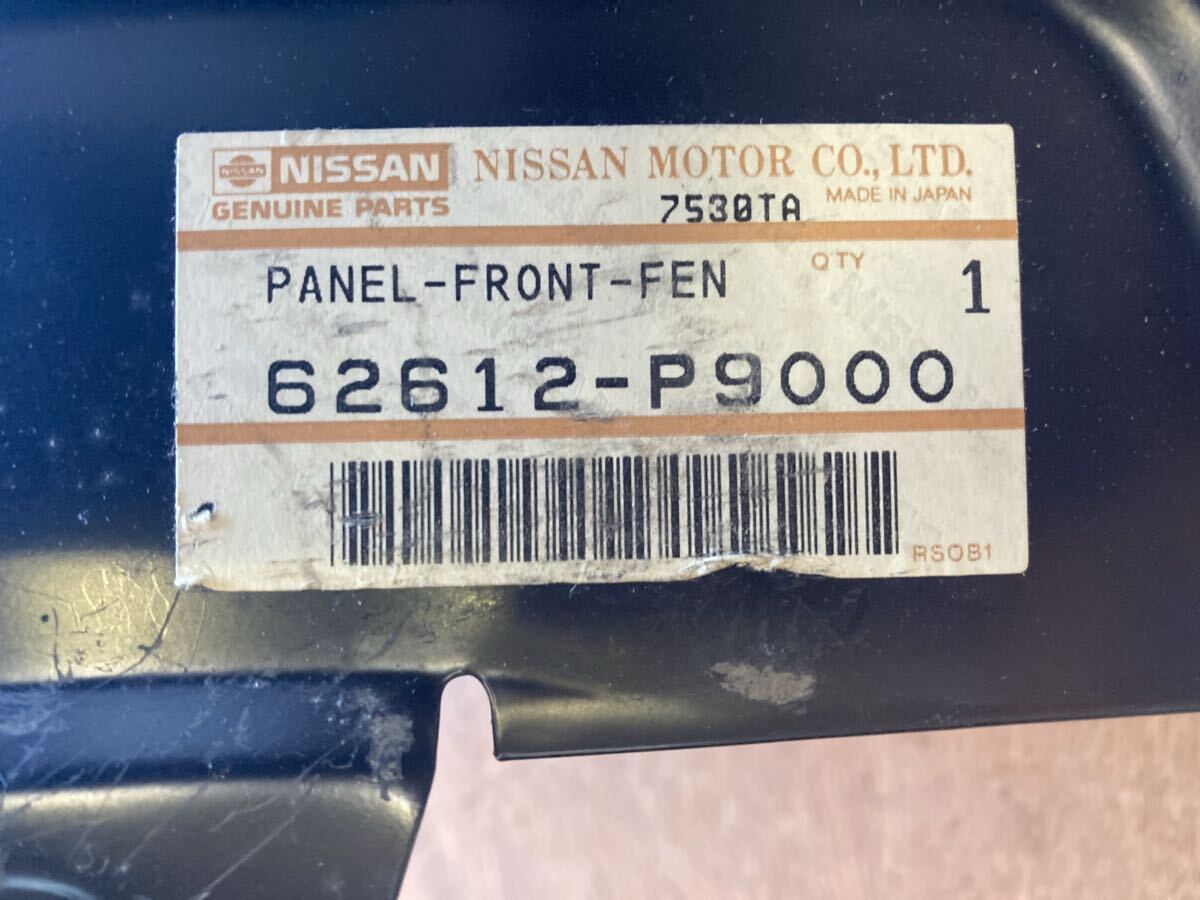 NISSAN NISSAN NISSAN MOTOR CO., LTD.
GENUINE PARTS 7530TA MADE IN JAPAN
PANEL-FRONT-FEN QTY 1
62612-P9000
RSOB1